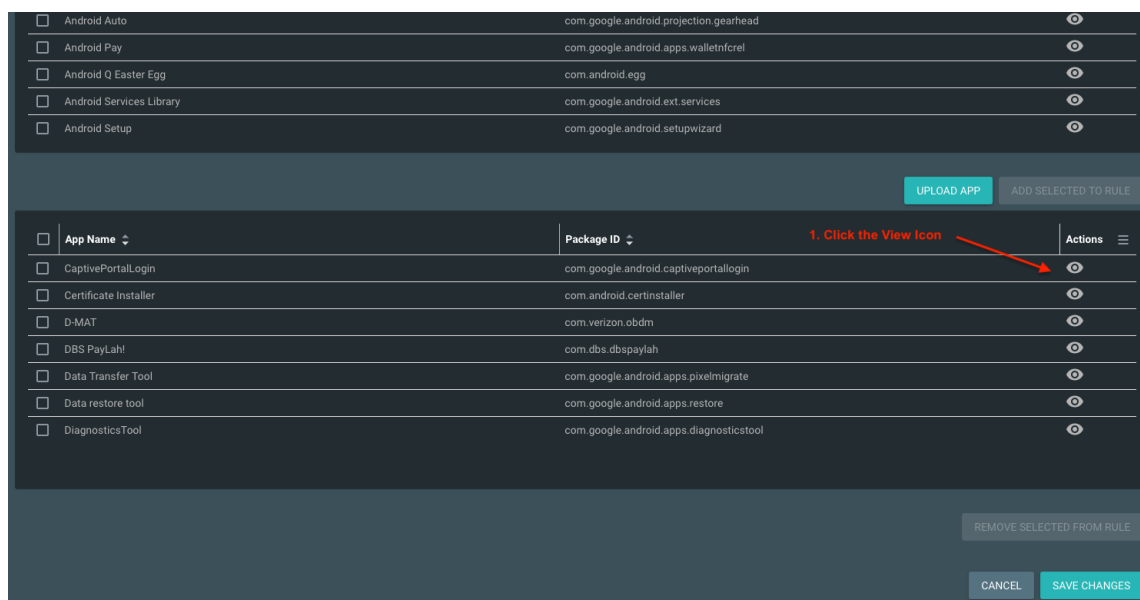 Android Auto com.google.android.projection.gearhead
Android Pay com.google.android.apps.walletnfcrel
Android Q Easter Egg com.android.egg
Android Services Library com.google.android.ext.services
Android Setup com.google.android.setupwizard
UPLOAD APP ADD SELECTED TO RULE
App Name Package ID 1. Click the View Icon Actions
CaptivePortalLogin com.google.android.captiveportallogin
Certificate Installer com.android.certinstaller
D-MAT com.verizon.obdm
DBS PayLah! com.dbs.dbspaylah
Data Transfer Tool com.google.android.apps.pixelmigrate
Data restore tool com.google.android.apps.restore
DiagnosticsTool com.google.android.apps.diagnosticstool
REMOVE SELECTED FROM RULE
CANCEL SAVE CHANGES